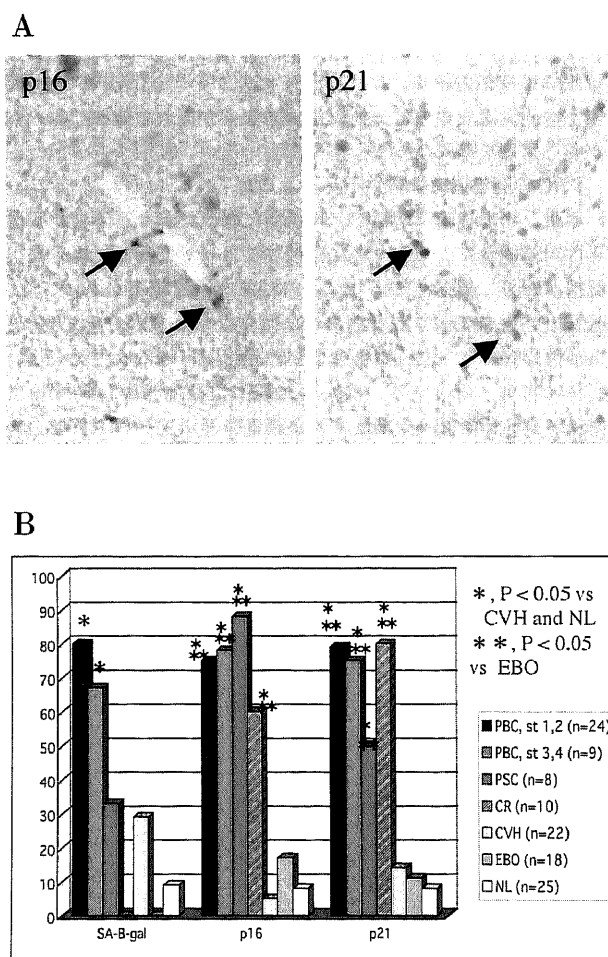 A
p16
p21
B
100
90
80
70
60
50
40
30
20
10
0
SA-B-gal
p16
p21
*
*
*
**
*
**
*
**
*
**
*
**
*
**
*
*
**
*, P < 0.05 vs
CVH and NL
**, P < 0.05
vs EBO
PBC, st 1,2 (n=24)
PBC, st 3,4 (n=9)
PSC (n=8)
CR (n=10)
CVH (n=22)
EBO (n=18)
NL (n=25)